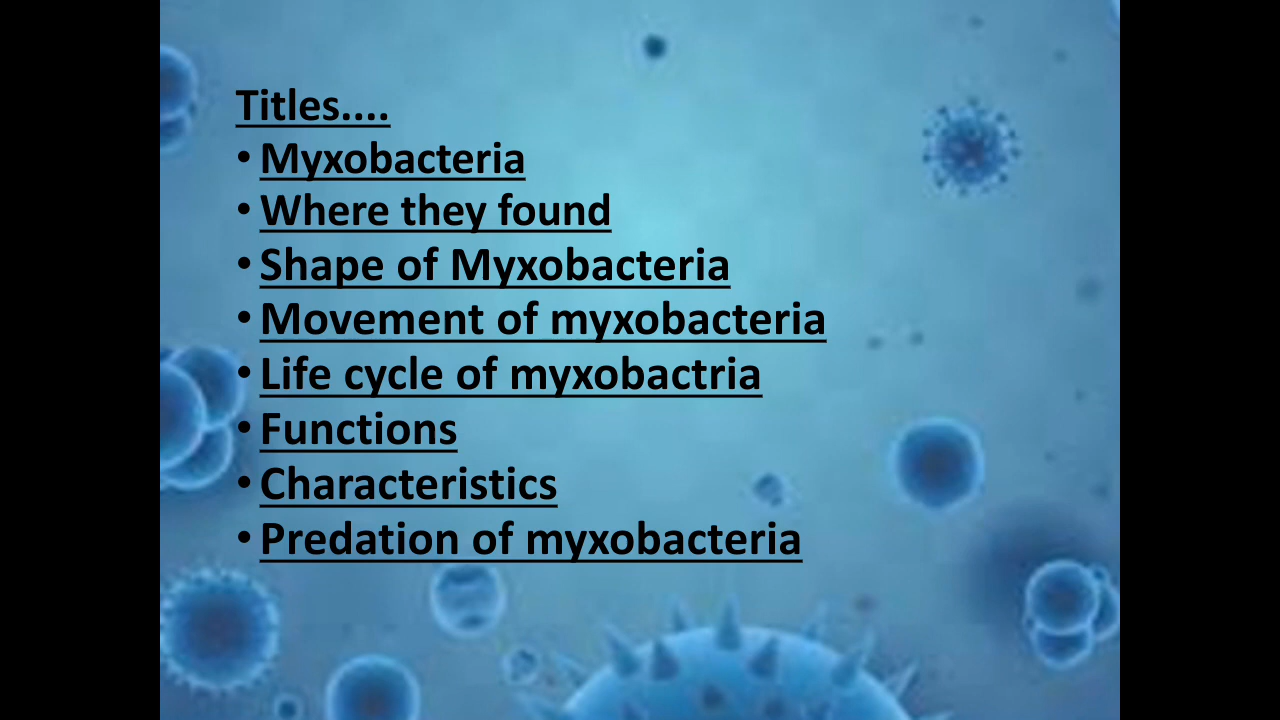 Titles....
• Myxobacteria
• Where they found
• Shape of Myxobacteria
• Movement of myxobacteria
• Life cycle of myxobactria
• Functions
• Characteristics
• Predation of myxobacteria